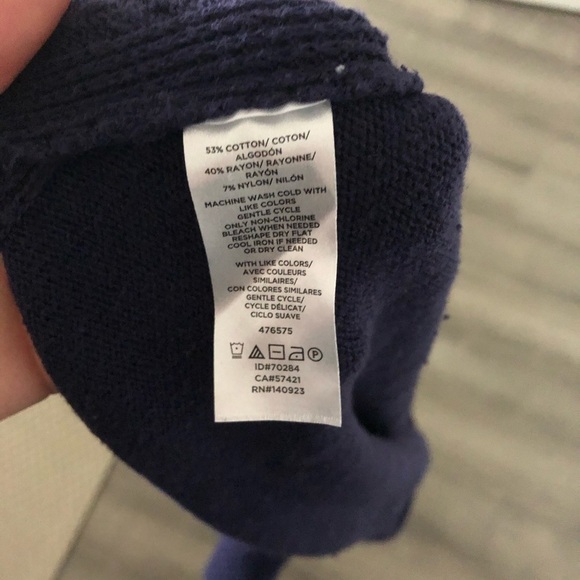 53% COTTON/ COTON/
ALGODÓN
40% RAYON/ RAYONNE/
RAYÓN
7% NYLON/ NILÓN
MACHINE WASH COLD WITH
LIKE COLORS
GENTLE CYCLE
ONLY NON-CHLORINE
BLEACH WHEN NEEDED
RESHAPE DRY FLAT
COOL IRON IF NEEDED
OR DRY CLEAN
WITH LIKE COLORS/
AVEC COULEURS
SIMILAIRES/
CON COLORES SIMILARES
GENTLE CYCLE/
CYCLE DÉLICAT/
CICLO SUAVE
476575
P
ID#70284
CA#57421
RN#140923